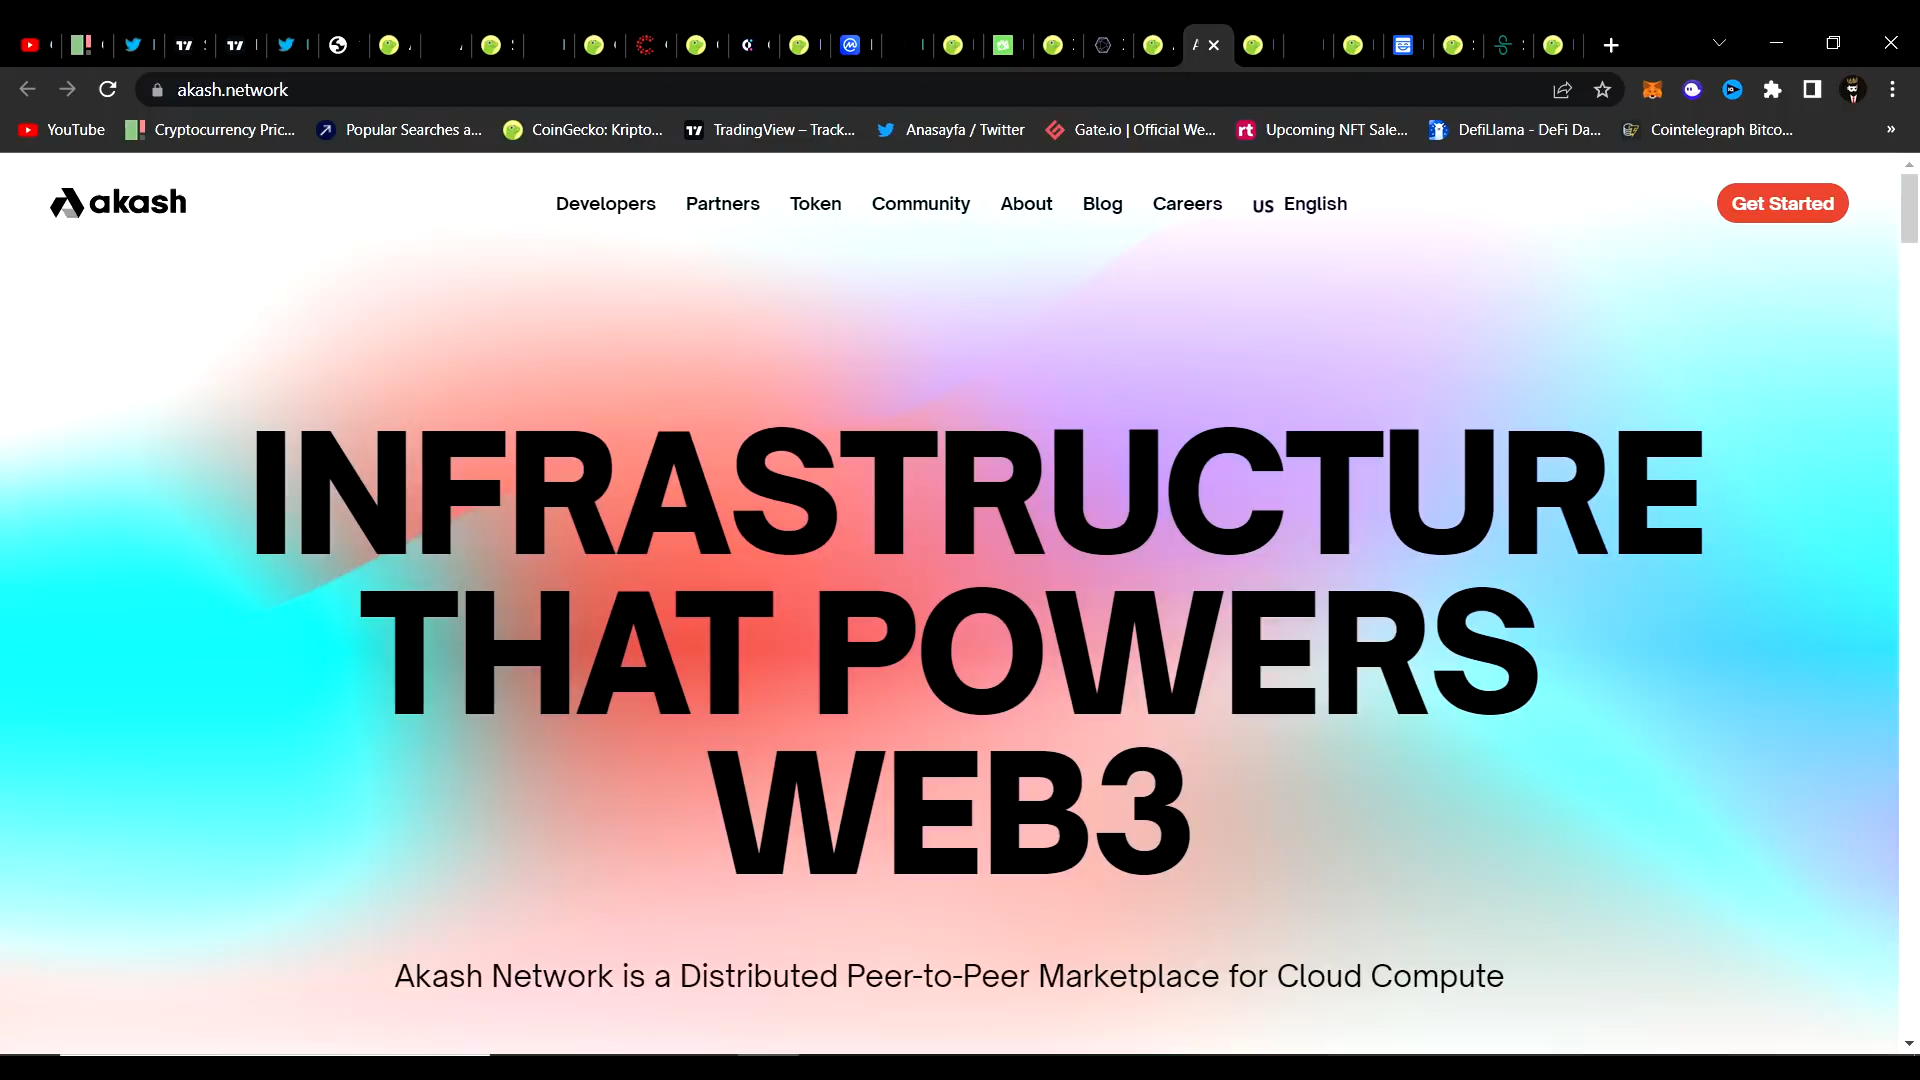 akash.network
YouTube
Cryptocurrency Pric...
Popular Searches a...
CoinGecko: Kripto...
TradingView – Track...
Anasayfa / Twitter
Gate.io | Official We...
Upcoming NFT Sale...
DefiLlama - DeFi Da...
Cointelegraph Bitco...
»
akash
Developers
Partners
Token
Community
About
Blog
Careers
US English
Get Started
INFRASTRUCTURE
THAT POWERS
WEB3
Akash Network is a Distributed Peer-to-Peer Marketplace for Cloud Compute